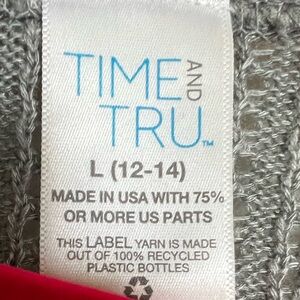 TIME AND
TRU™
L (12-14)
MADE IN USA WITH 75%
OR MORE US PARTS
THIS LABEL YARN IS MADE
OUT OF 100% RECYCLED
PLASTIC BOTTLES